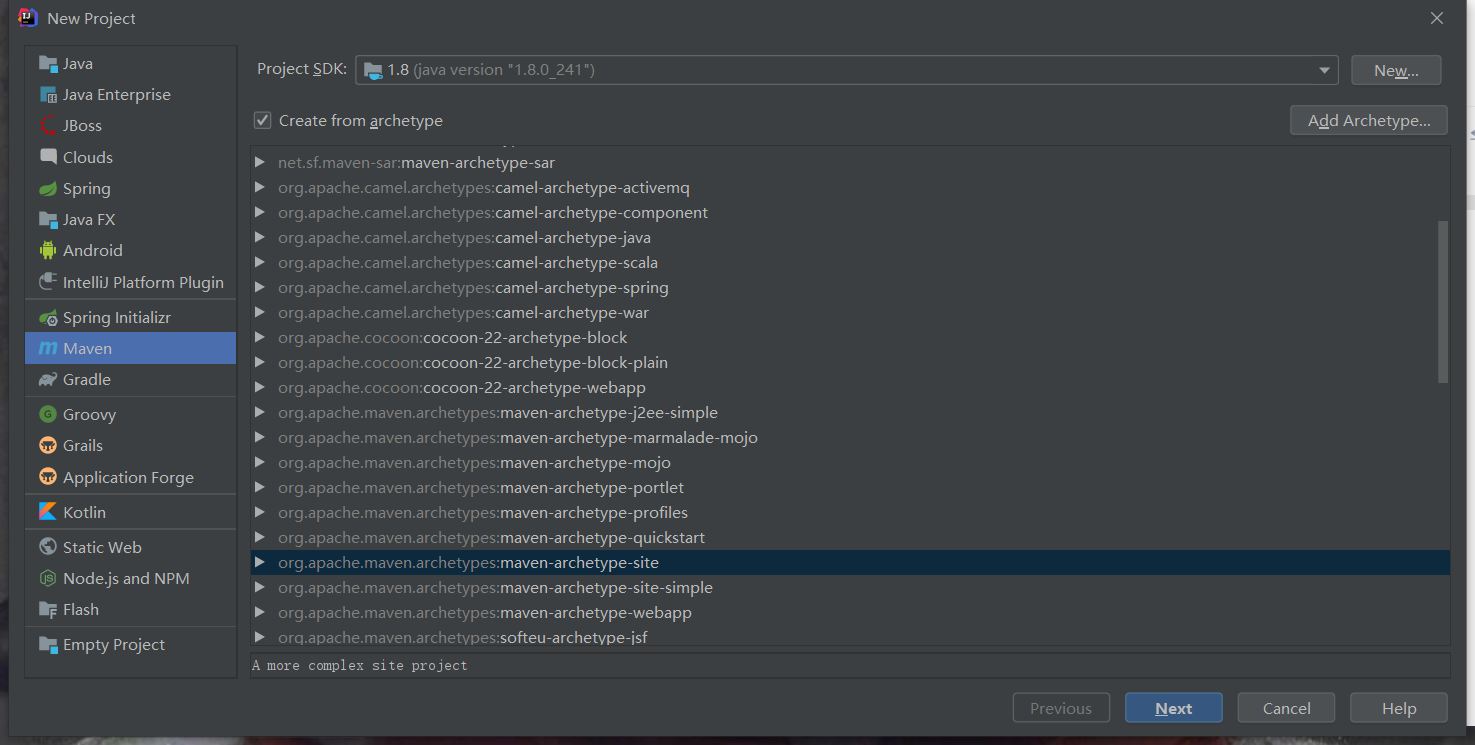 New Project
Java
Java Enterprise
JBoss
Clouds
Spring
Java FX
Android
IntelliJ Platform Plugin
Spring Initializr
Maven
Gradle
Groovy
Grails
Application Forge
Kotlin
Static Web
Node.js and NPM
Flash
Empty Project
Project SDK: 1.8 (java version "1.8.0_241") New...
Create from archetype Add Archetype...
net.sf.maven-sar:maven-archetype-sar
org.apache.camel.archetypes:camel-archetype-activemq
org.apache.camel.archetypes:camel-archetype-component
org.apache.camel.archetypes:camel-archetype-java
org.apache.camel.archetypes:camel-archetype-scala
org.apache.camel.archetypes:camel-archetype-spring
org.apache.camel.archetypes:camel-archetype-war
org.apache.cocoon:cocoon-22-archetype-block
org.apache.cocoon:cocoon-22-archetype-block-plain
org.apache.cocoon:cocoon-22-archetype-webapp
org.apache.maven.archetypes:maven-archetype-j2ee-simple
org.apache.maven.archetypes:maven-archetype-marmalade-mojo
org.apache.maven.archetypes:maven-archetype-mojo
org.apache.maven.archetypes:maven-archetype-portlet
org.apache.maven.archetypes:maven-archetype-profiles
org.apache.maven.archetypes:maven-archetype-quickstart
org.apache.maven.archetypes:maven-archetype-site
org.apache.maven.archetypes:maven-archetype-site-simple
org.apache.maven.archetypes:maven-archetype-webapp
org.apache.maven.archetypes:softeu-archetype-jsf
A more complex site project
Previous Next Cancel Help